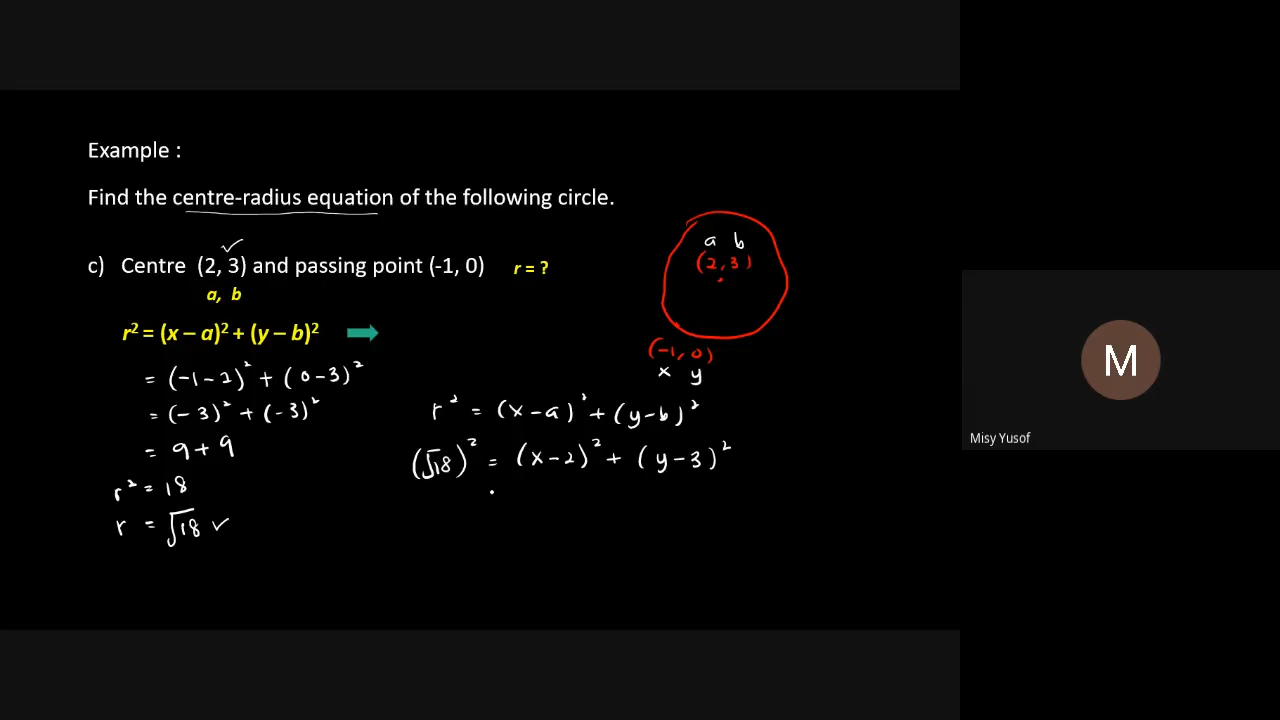 Example :
Find the centre-radius equation of the following circle.
c) Centre (2, 3) and passing point (-1, 0) r = ?
a, b
r² = (x – a)² + (y – b)²
= (-1-2)² + (0-3)²
= (-3)² + (-3)²
= 9+9
r² = 18
r = √18 ✓
a b
(2, 3)
(-1, 0)
x y
r² = (x-a)² + (y-b)²
(√18)² = (x-2)² + (y-3)²
M
Misy Yusof